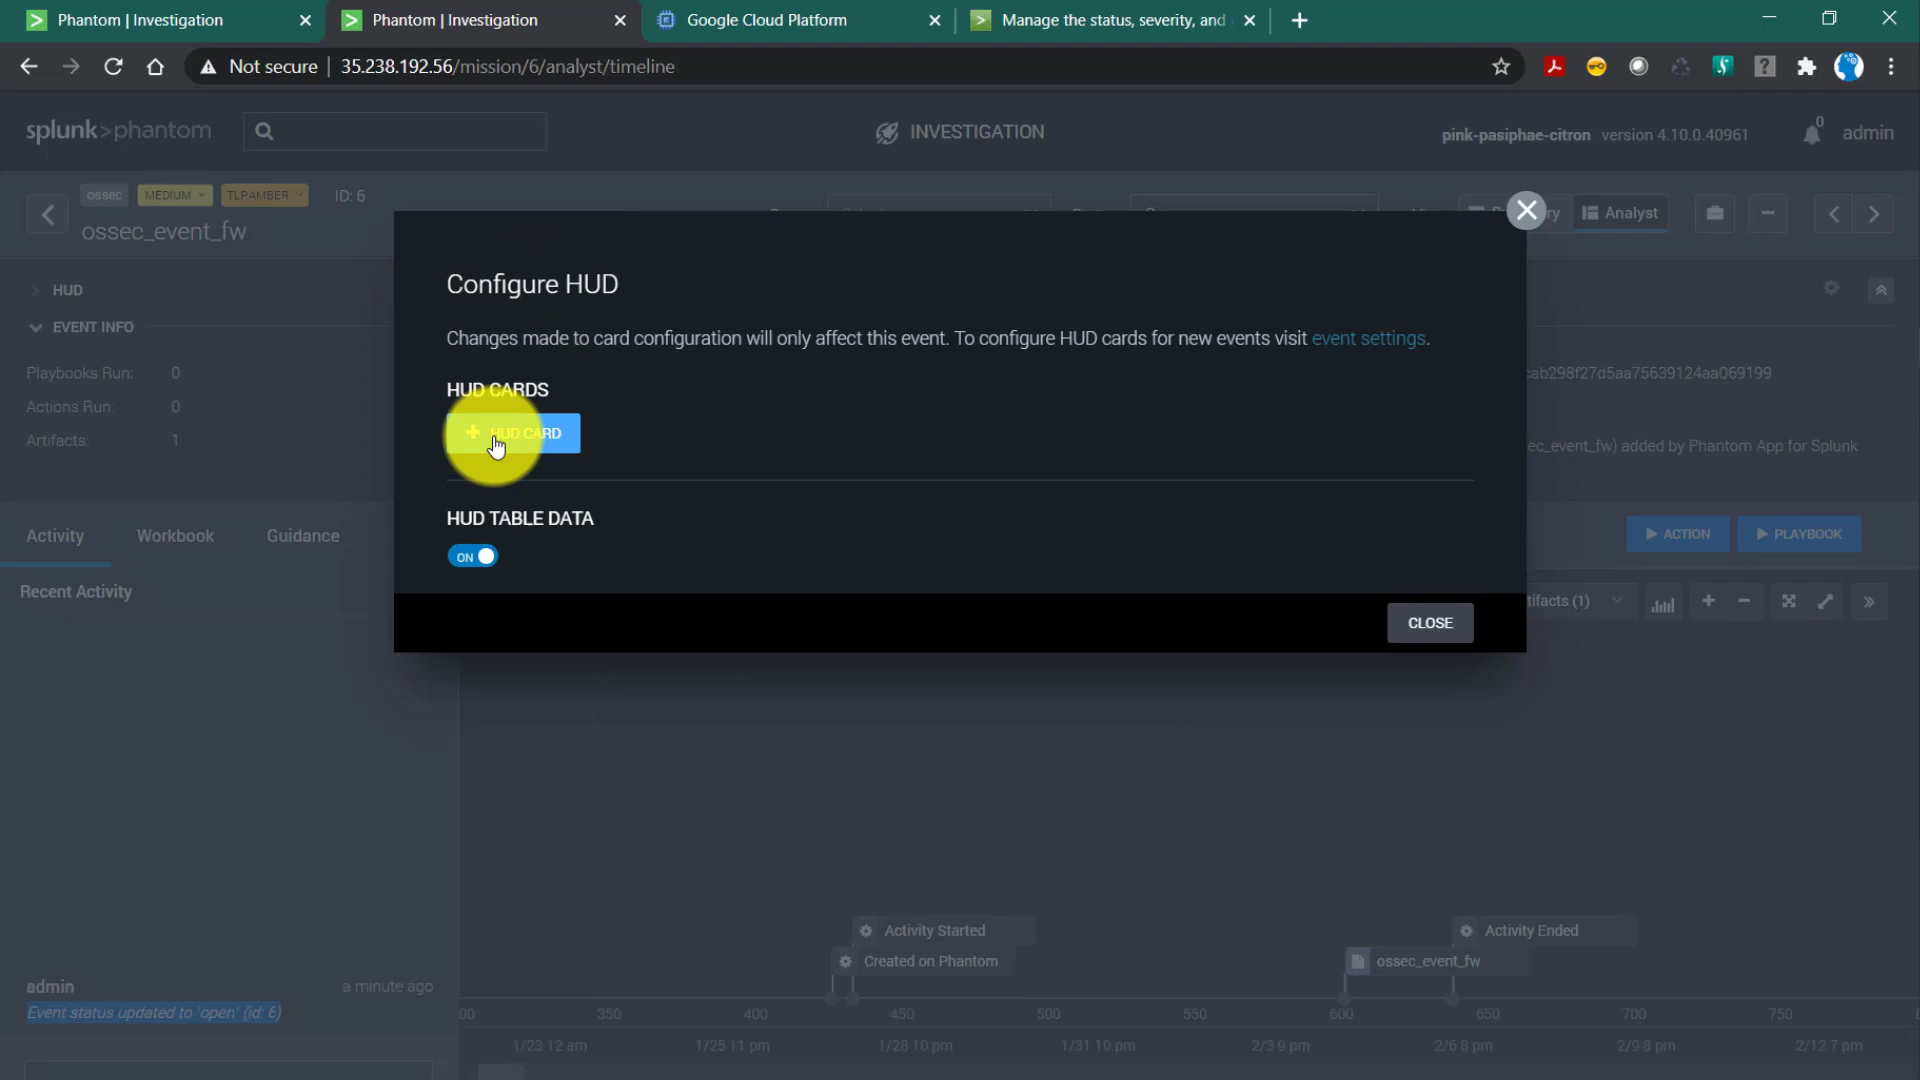 Phantom | Investigation
Phantom | Investigation
Google Cloud Platform
Manage the status, severity, and
Not secure
35.238.192.56/mission/6/analyst/timeline
splunk>phantom
INVESTIGATION
pink-pasiphae-citron version 4.10.0.40961
0
admin
ossec
MEDIUM
TLP:AMBER
ID: 6
ossec_event_fw
Analyst
HUD
EVENT INFO
Playbooks Run: 0
Actions Run: 0
Artifacts: 1
Configure HUD
Changes made to card configuration will only affect this event. To configure HUD cards for new events visit event settings.
HUD CARDS
+ HUD CARD
HUD TABLE DATA
ON
CLOSE
cab298f27d5aa75639124aa069199
ec_event_fw) added by Phantom App for Splunk
Activity
Workbook
Guidance
ACTION
PLAYBOOK
Recent Activity
tifacts (1)
Activity Started
Created on Phantom
Activity Ended
ossec_event_fw
admin
a minute ago
Event status updated to 'open' (id: 6)
00 350 400 450 500 550 600 650 700 750
1/23 12 am 1/25 11 pm 1/28 10 pm 1/31 10 pm 2/3 9 pm 2/6 8 pm 2/9 8 pm 2/12 7 pm